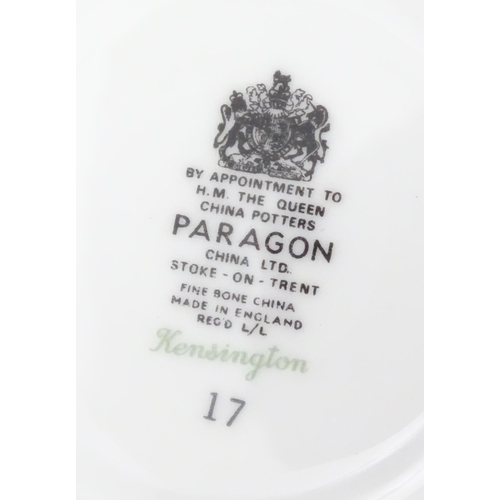 BY APPOINTMENT TO
H.M. THE QUEEN
CHINA POTTERS
PARAGON
CHINA LTD.
STOKE-ON-TRENT
FINE BONE CHINA
MADE IN ENGLAND
REG'D L/L
Kensington
17